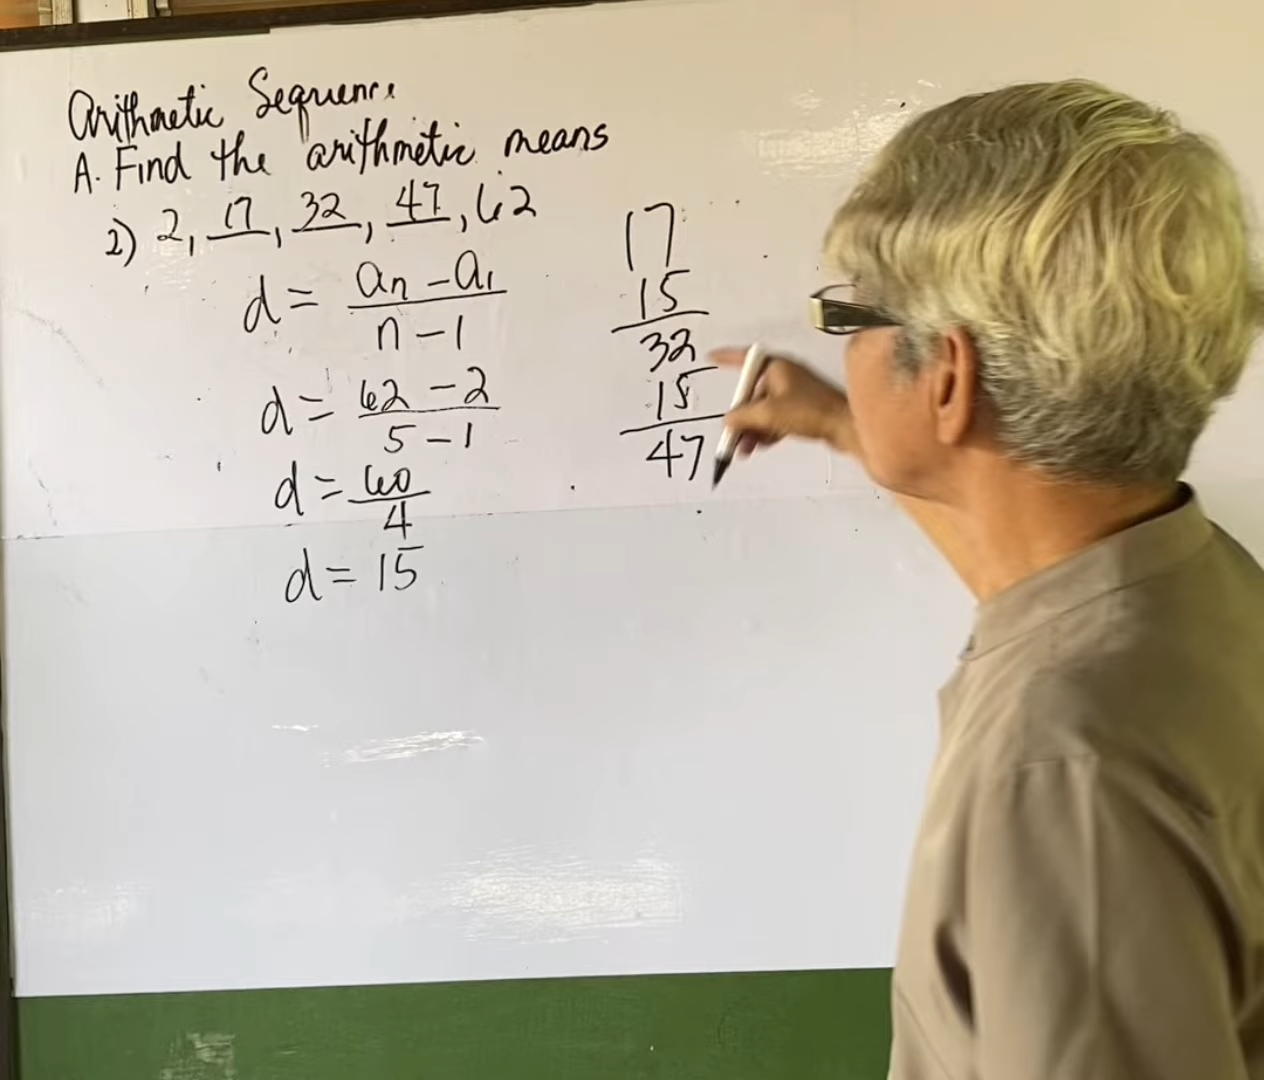 Arithmetic Sequence
A. Find the arithmetic means
2) 2, 17, 32, 47, 62
d = an - a1 / n - 1
d = 62 - 2 / 5 - 1
d = 60 / 4
d = 15
17
15
32
15
47